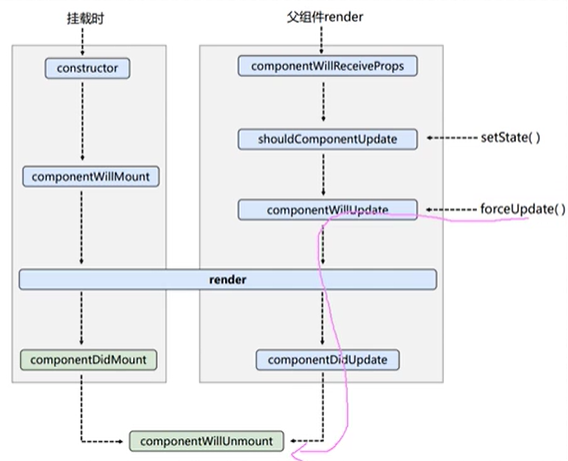 挂载时
父组件render
constructor
componentWillReceiveProps
shouldComponentUpdate
setState( )
componentWillMount
componentWillUpdate
forceUpdate( )
render
componentDidMount
componentDidUpdate
componentWillUnmount